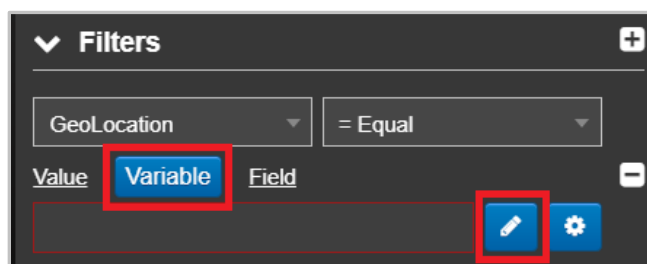 Filters
GeoLocation = Equal
Value Variable Field